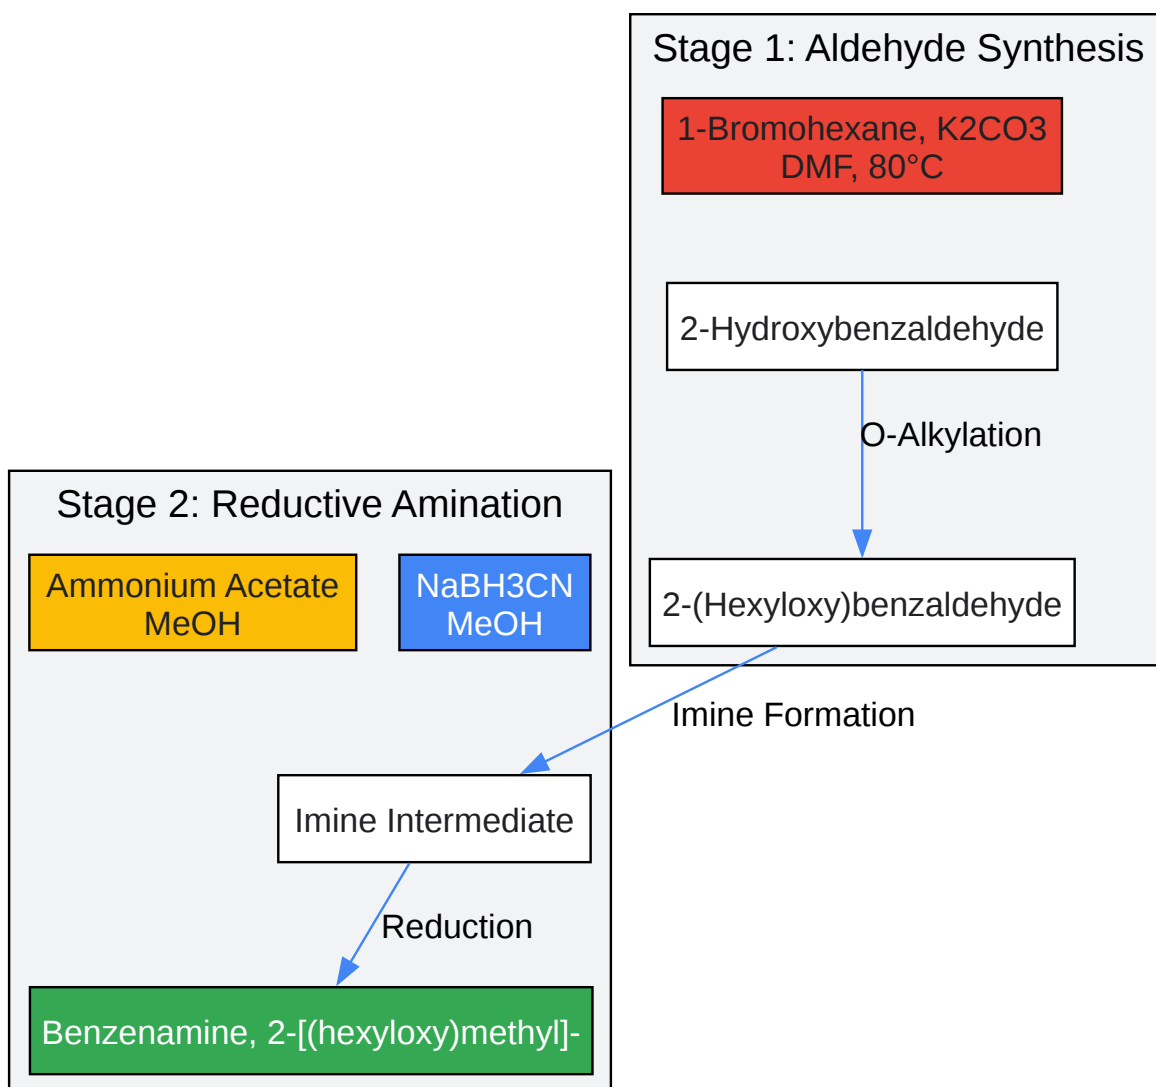 Stage 1: Aldehyde Synthesis
1-Bromohexane, K2CO3
DMF, 80°C
2-Hydroxybenzaldehyde
O-Alkylation
2-(Hexyloxy)benzaldehyde
Stage 2: Reductive Amination
Ammonium Acetate
MeOH
NaBH3CN
MeOH
Imine Formation
Imine Intermediate
Reduction
Benzenamine, 2-[(hexyloxy)methyl]-